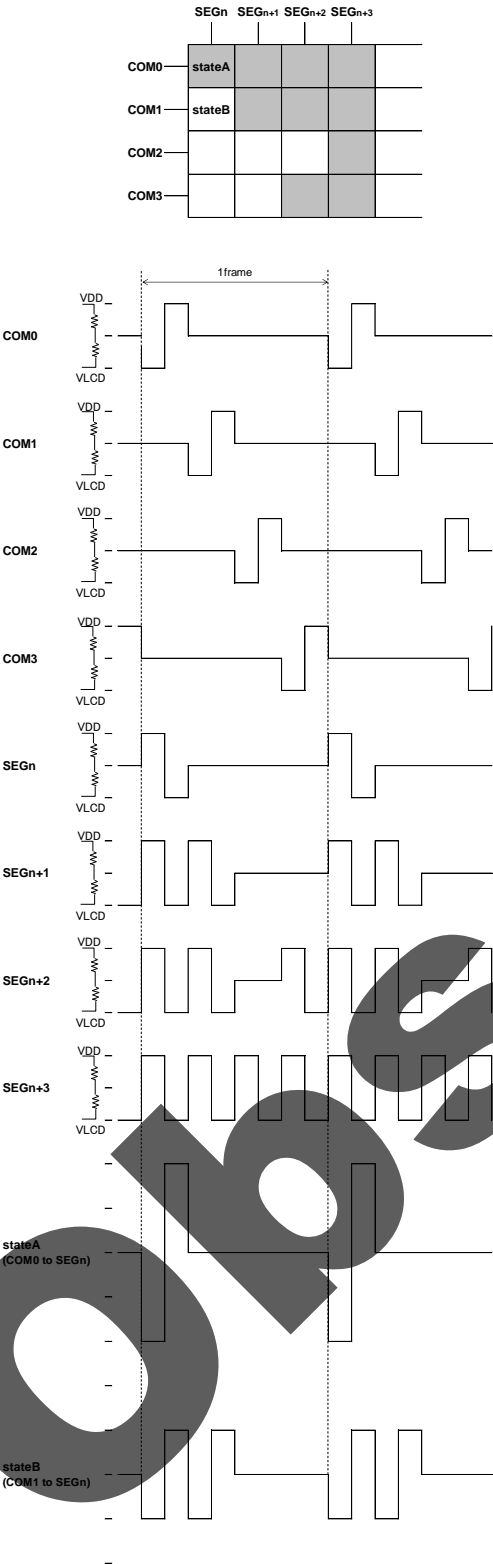 SEGn SEGn+1 SEGn+2 SEGn+3
COM0 stateA
COM1 stateB
COM2
COM3
1frame
VDD
COM0
VLCD
VDD
COM1
VLCD
VDD
COM2
VLCD
VDD
COM3
VLCD
VDD
SEGn
VLCD
VDD
SEGn+1
VLCD
VDD
SEGn+2
VLCD
VDD
SEGn+3
VLCD
stateA
(COM0 to SEGn)
stateB
(COM1 to SEGn)
Obs